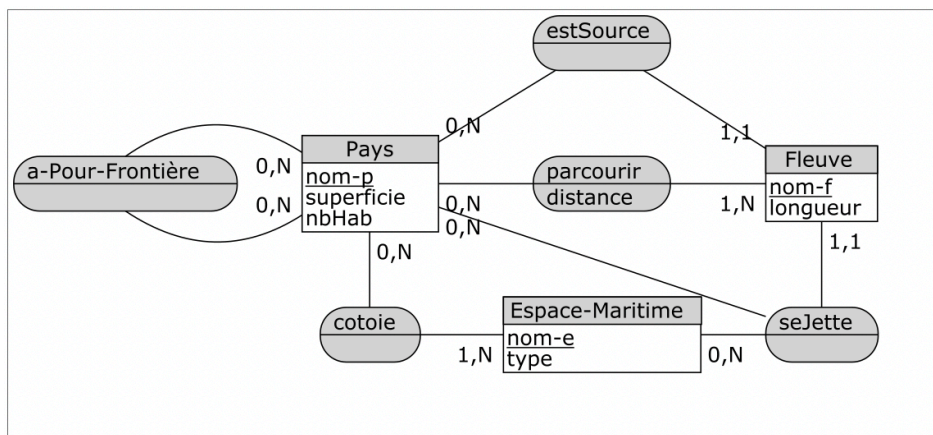 estSource
0,N
1,1
Pays
nom-p
superficie
nbHab
a-Pour-Frontière
0,N
0,N
parcourir
distance
0,N
0,N
1,N
Fleuve
nom-f
longueur
0,N
1,1
cotoie
1,N
Espace-Maritime
nom-e
type
0,N
seJette